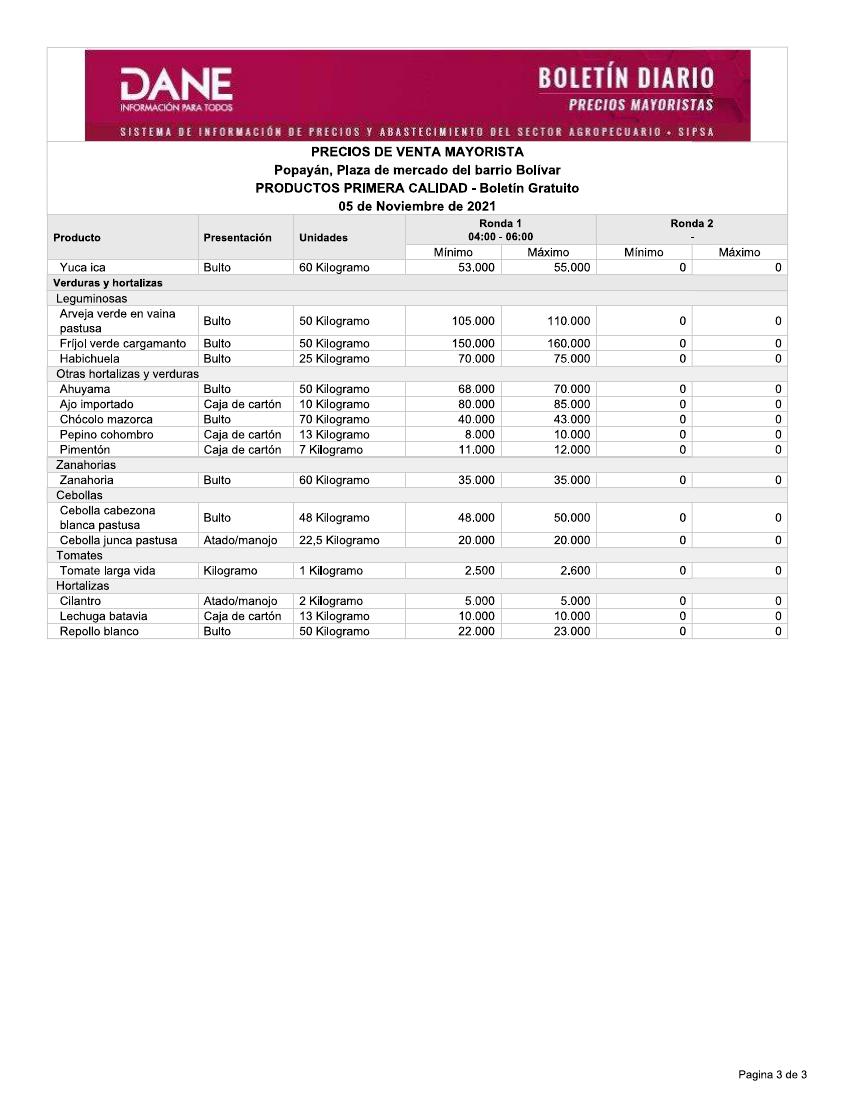 DANE
INFORMACIÓN PARA TODOS
BOLETÍN DIARIO
PRECIOS MAYORISTAS
SISTEMA DE INFORMACIÓN DE PRECIOS Y ABASTECIMIENTO DEL SECTOR AGROPECUARIO • SIPSA
PRECIOS DE VENTA MAYORISTA
Popayán, Plaza de mercado del barrio Bolívar
PRODUCTOS PRIMERA CALIDAD - Boletín Gratuito
05 de Noviembre de 2021
Producto Presentación Unidades Ronda 1 Ronda 2
04:00 - 06:00 -
Mínimo Máximo Mínimo Máximo
Yuca ica Bulto 60 Kilogramo 53.000 55.000 0 0
Verduras y hortalizas
Leguminosas
Arveja verde en vaina
pastusa Bulto 50 Kilogramo 105.000 110.000 0 0
Fríjol verde cargamanto Bulto 50 Kilogramo 150.000 160.000 0 0
Habichuela Bulto 25 Kilogramo 70.000 75.000 0 0
Otras hortalizas y verduras
Ahuyama Bulto 50 Kilogramo 68.000 70.000 0 0
Ajo importado Caja de cartón 10 Kilogramo 80.000 85.000 0 0
Chócolo mazorca Bulto 70 Kilogramo 40.000 43.000 0 0
Pepino cohombro Caja de cartón 13 Kilogramo 8.000 10.000 0 0
Pimentón Caja de cartón 7 Kilogramo 11.000 12.000 0 0
Zanahorias
Zanahoria Bulto 60 Kilogramo 35.000 35.000 0 0
Cebollas
Cebolla cabezona
blanca pastusa Bulto 48 Kilogramo 48.000 50.000 0 0
Cebolla junca pastusa Atado/manojo 22,5 Kilogramo 20.000 20.000 0 0
Tomates
Tomate larga vida Kilogramo 1 Kilogramo 2.500 2.600 0 0
Hortalizas
Cilantro Atado/manojo 2 Kilogramo 5.000 5.000 0 0
Lechuga batavia Caja de cartón 13 Kilogramo 10.000 10.000 0 0
Repollo blanco Bulto 50 Kilogramo 22.000 23.000 0 0
Pagina 3 de 3